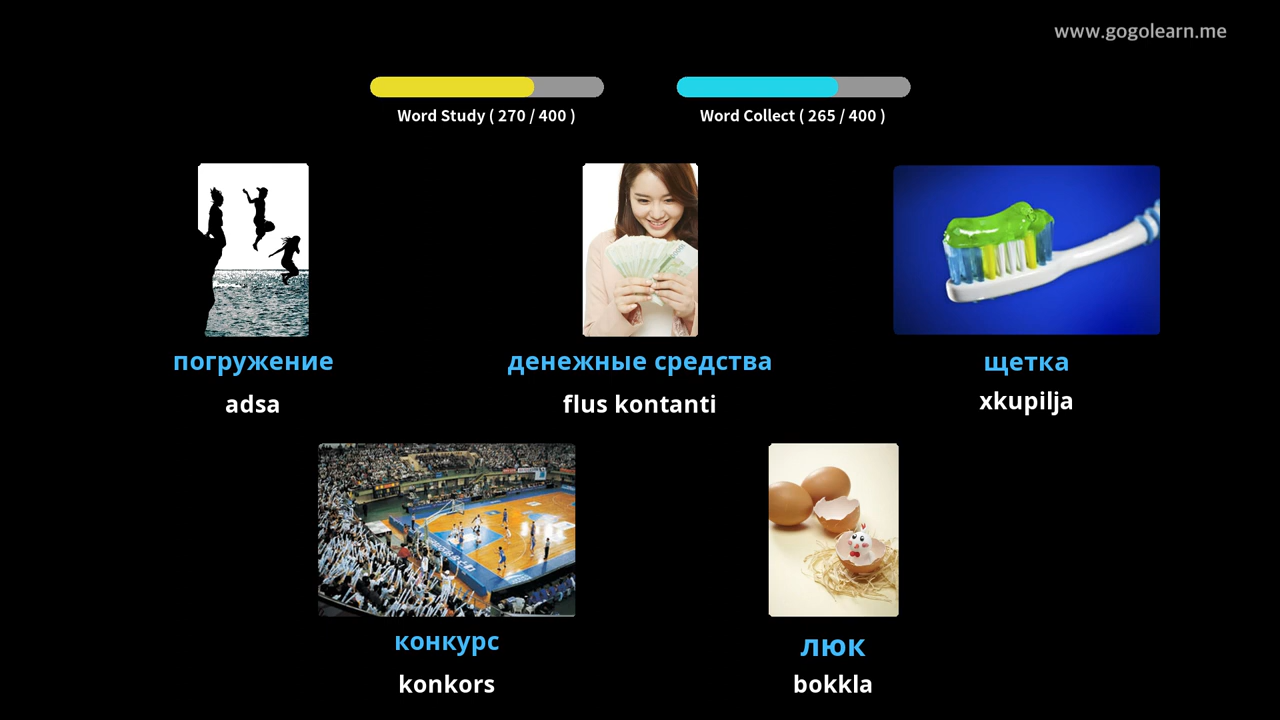 www.gogolearn.me
Word Study ( 270 / 400 )
Word Collect ( 265 / 400 )
погружение
adsa
денежные средства
flus kontanti
щетка
xkupilja
конкурс
konkors
люк
bokkla